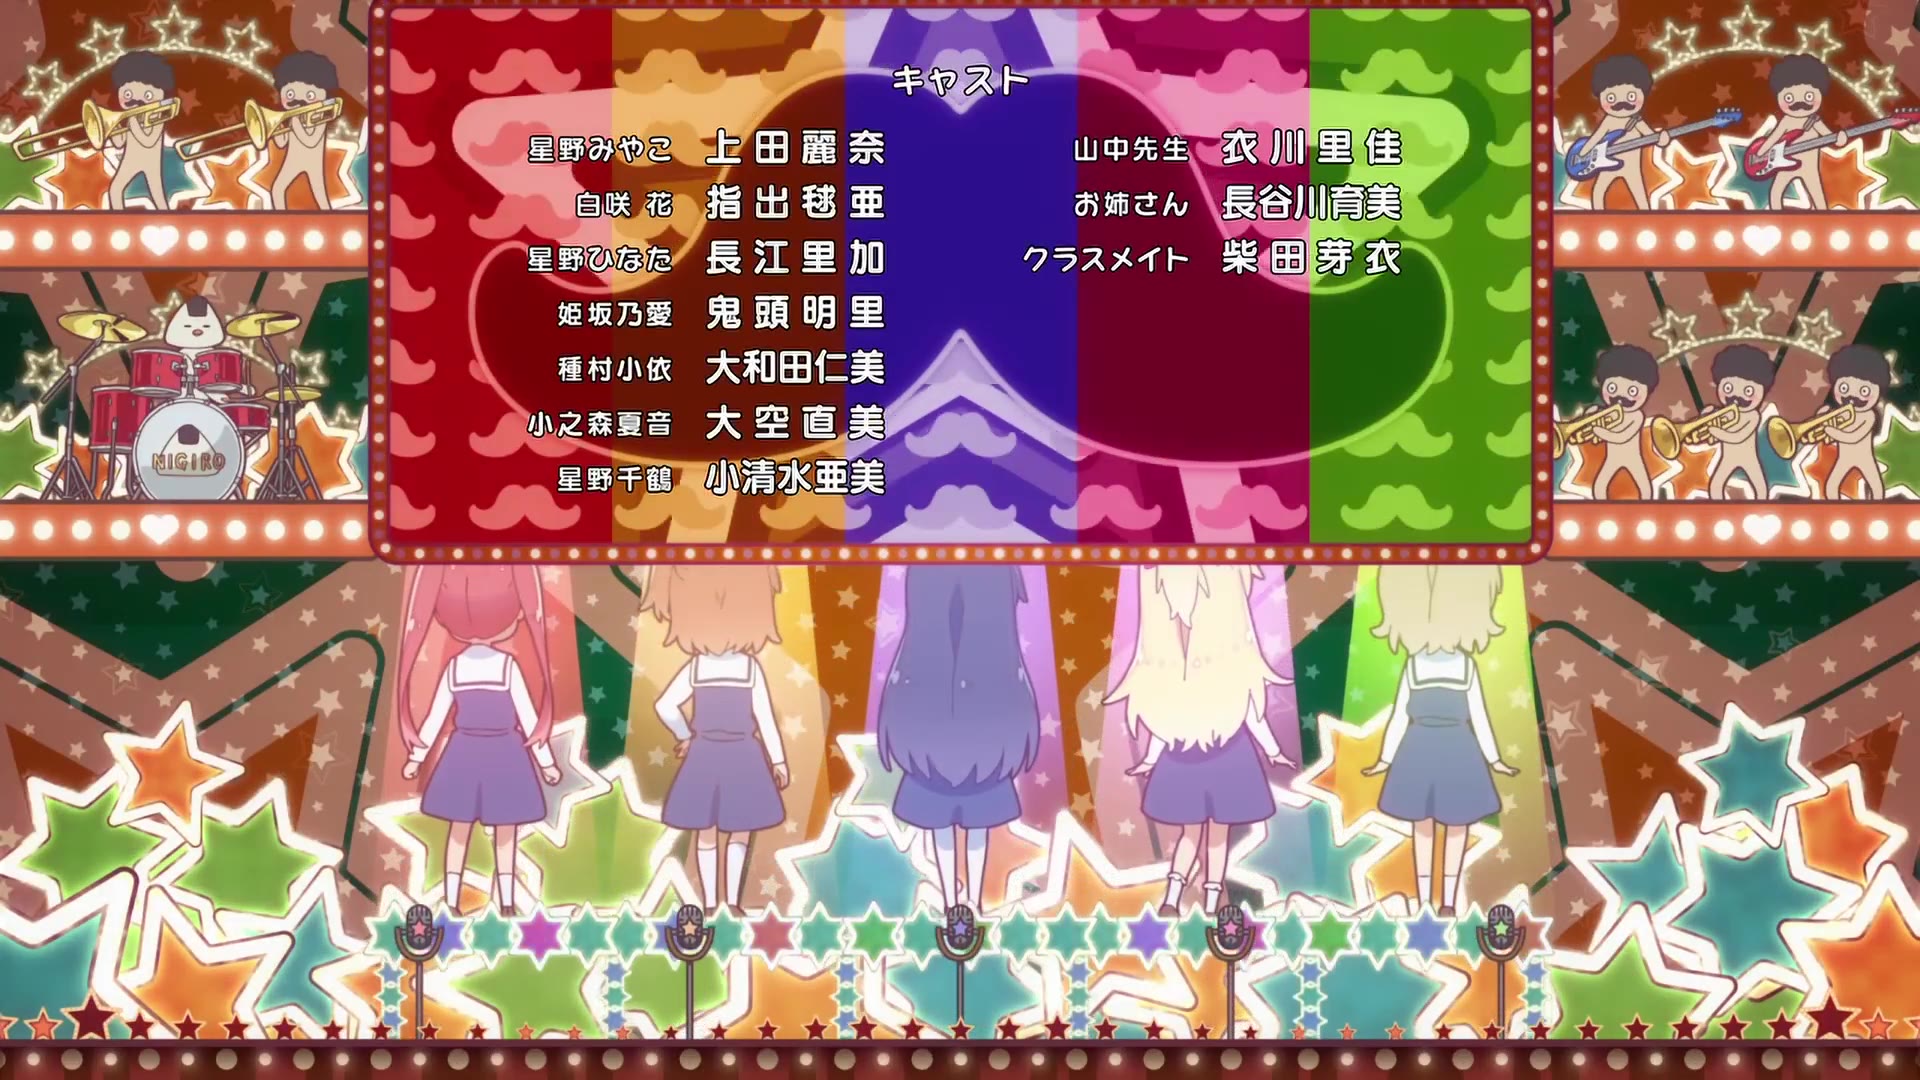 キャスト
星野みやこ 上田麗奈
白咲 花 指出毬亜
星野ひなた 長江里加
姫坂乃愛 鬼頭明里
種村小依 大和田仁美
小之森夏音 大空直美
星野千鶴 小清水亜美
山中先生 衣川里佳
お姉さん 長谷川育美
クラスメイト 柴田芽衣
NIGIRO